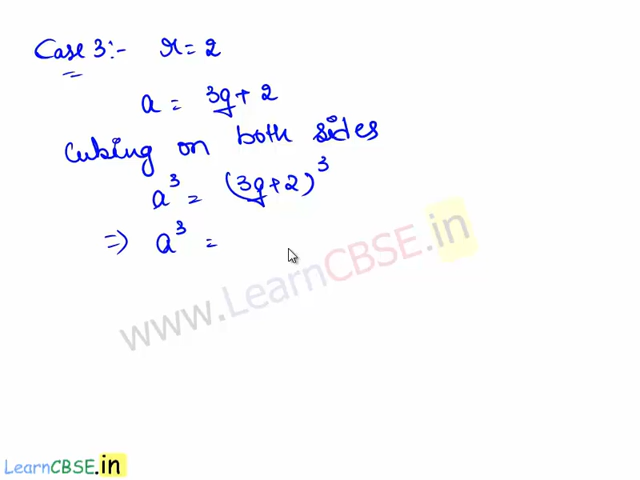 Case 3:- r = 2
a = 3q + 2
Cubing on both sides
a³ = (3q + 2)³
⇒ a³ =
www.LearnCBSE.in
LearnCBSE.in